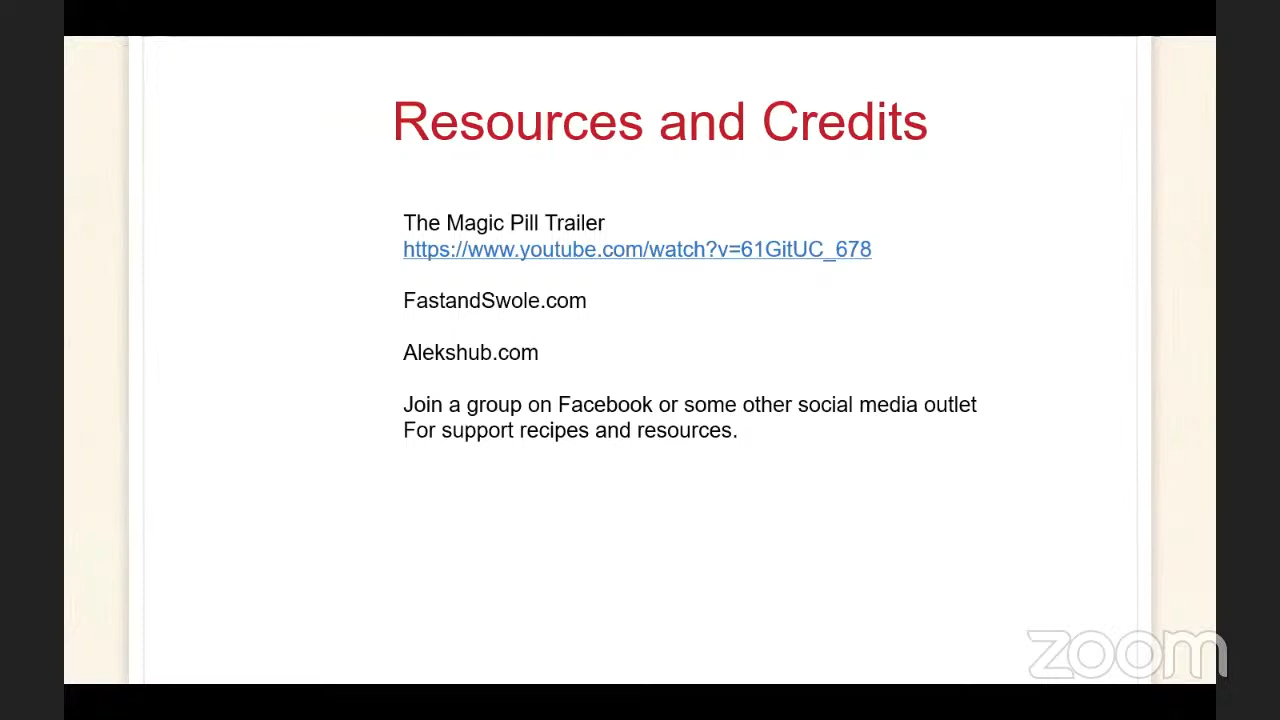 Resources and Credits
The Magic Pill Trailer
https://www.youtube.com/watch?v=61GitUC_678
FastandSwole.com
Alekshub.com
Join a group on Facebook or some other social media outlet
For support recipes and resources.
zoom